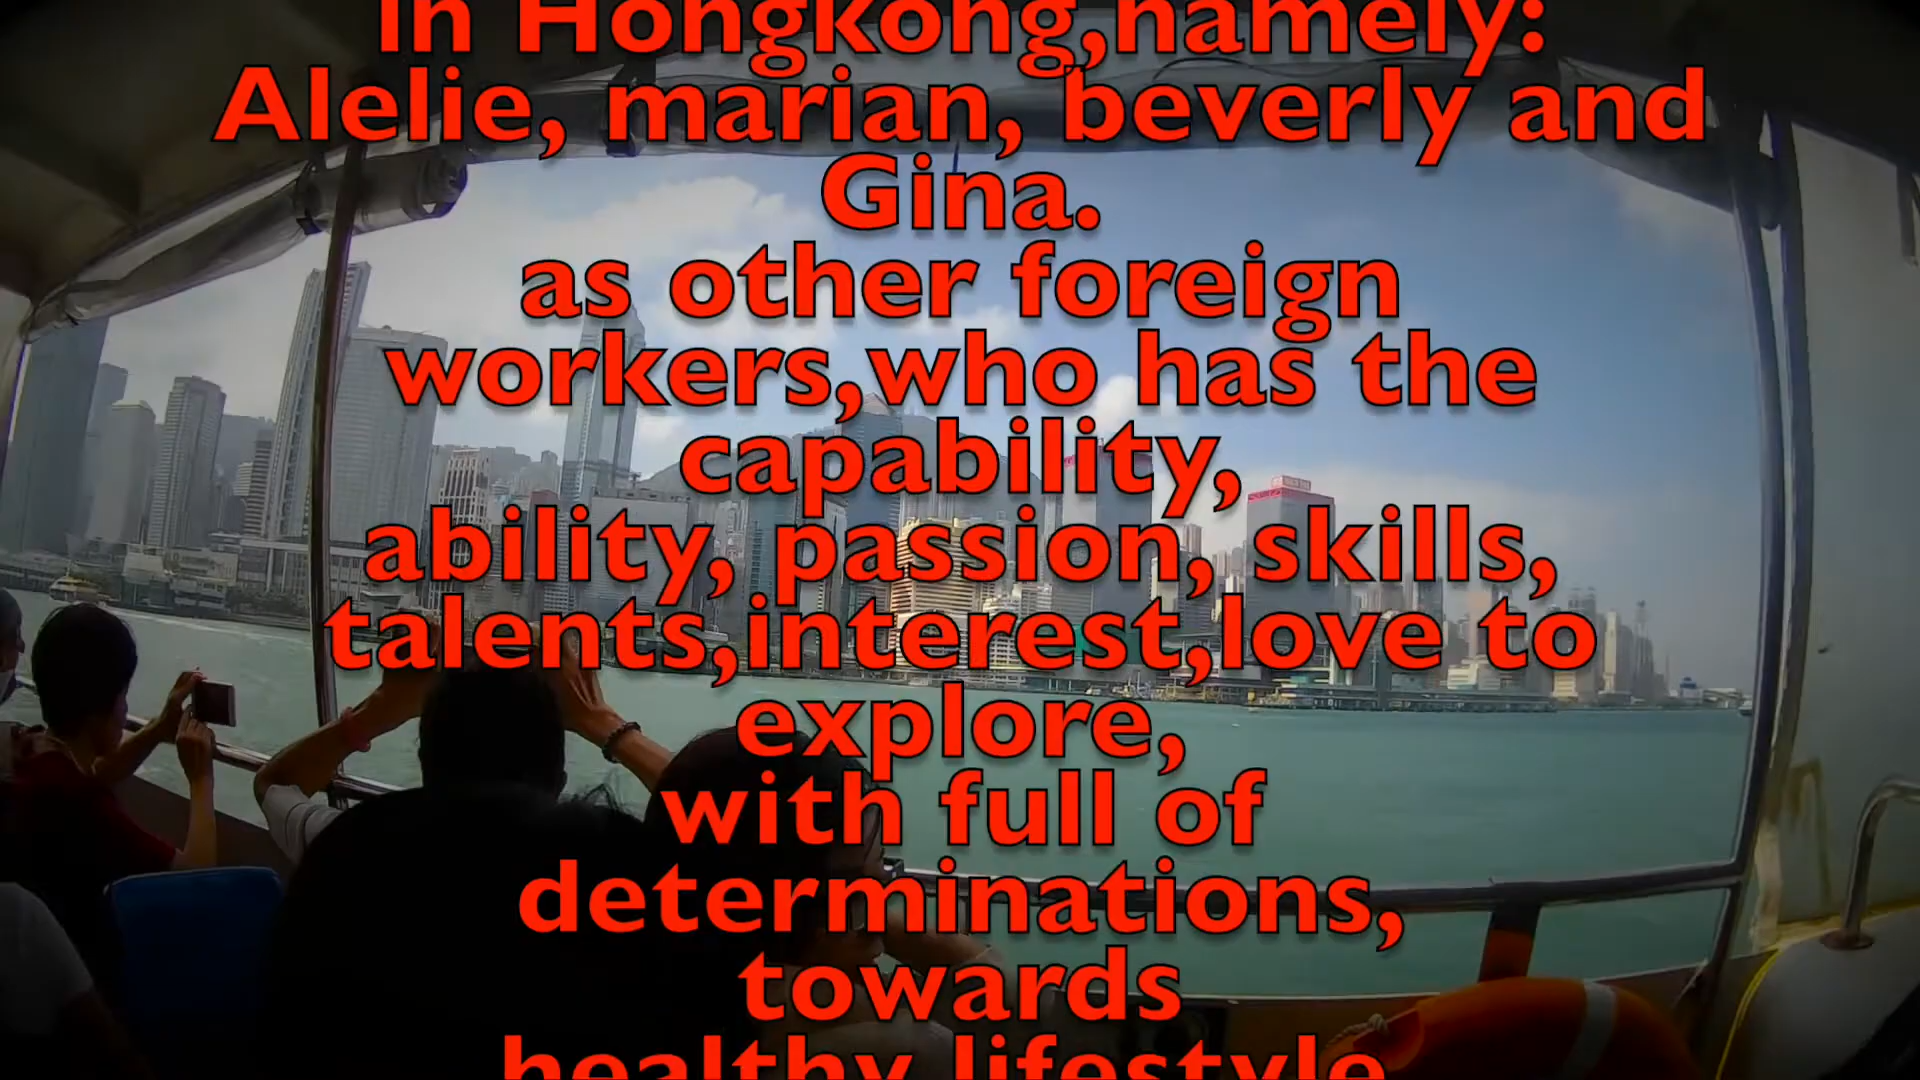 in Hongkong,namely:
Alelie, marian, beverly and
Gina.
as other foreign
workers,who has the
capability,
ability, passion, skills,
talents,interest,love to
explore,
with full of
determinations,
towards
healthy lifestyle